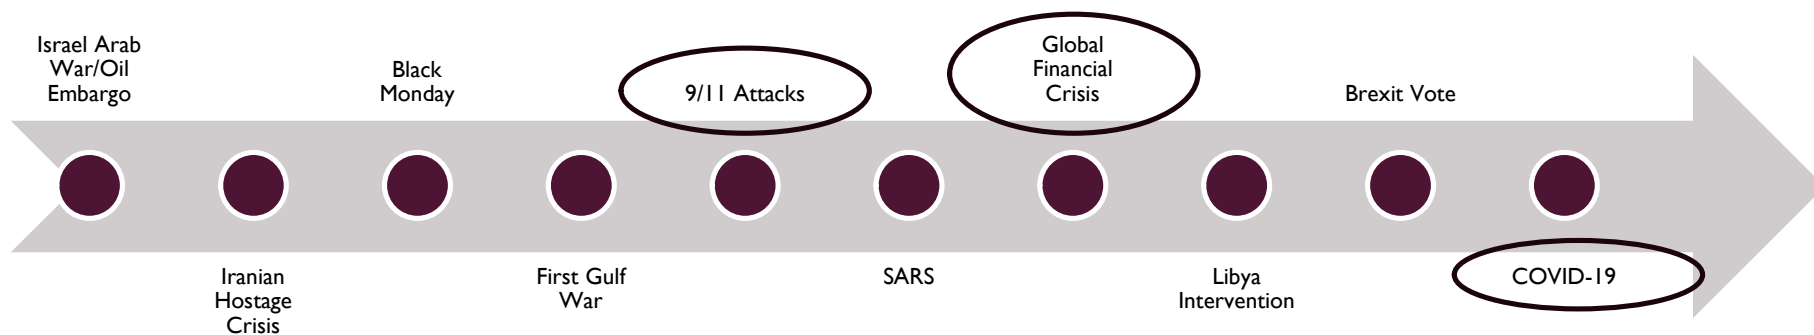 Israel Arab
War/Oil
Embargo
Iranian
Hostage
Crisis
Black
Monday
First Gulf
War
9/11 Attacks
SARS
Global
Financial
Crisis
Libya
Intervention
Brexit Vote
COVID-19